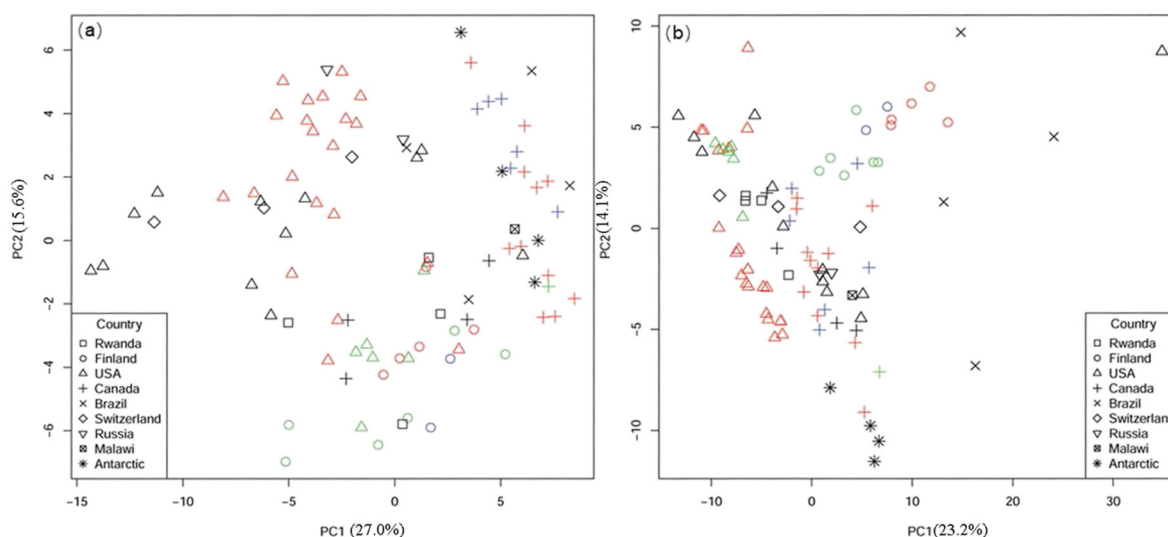 (a)
6
4
2
0
−2
−4
−6
PC2 (15.6%)
Country
Rwanda
Finland
USA
Canada
Brazil
Switzerland
Russia
Malawi
Antarctic
−15 −10 −5 0 5
PC1 (27.0%)
(b)
10
5
0
−5
−10
PC2(14.1%)
Country
Rwanda
Finland
USA
Canada
Brazil
Switzerland
Russia
Malawi
Antarctic
−10 0 10 20 30
PC1(23.2%)